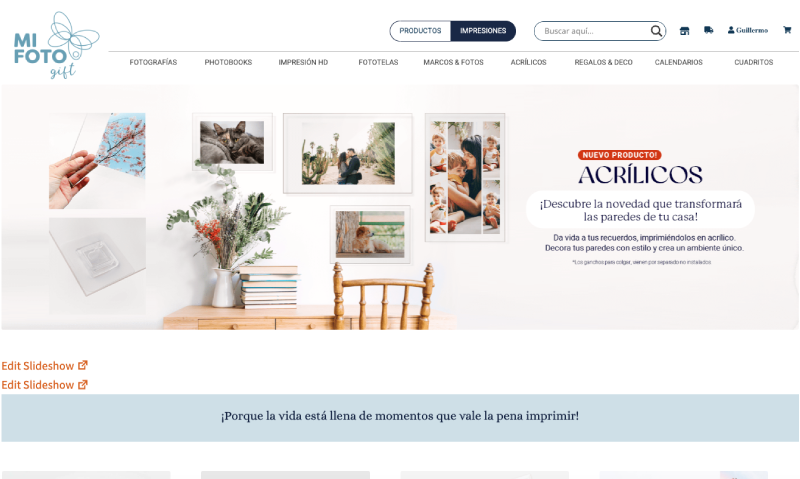 MI
FOTO
gift
PRODUCTOS
IMPRESIONES
Buscar aquí...
Guillermo
FOTOGRAFÍAS
PHOTOBOOKS
IMPRESIÓN HD
FOTOTELAS
MARCOS & FOTOS
ACRÍLICOS
REGALOS & DECO
CALENDARIOS
CUADRITOS
NUEVO PRODUCTO!
ACRÍLICOS
¡Descubre la novedad que transformará
las paredes de tu casa!
Da vida a tus recuerdos, imprimiéndolos en acrílico.
Decora tus paredes con estilo y crea un ambiente único.
*Los ganchos para colgar, vienen por separado no instalados.
Edit Slideshow
Edit Slideshow
¡Porque la vida está llena de momentos que vale la pena imprimir!